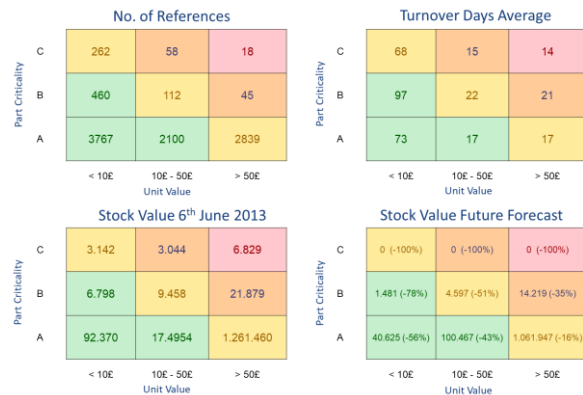 No. of References
Part Criticality
C 262 58 18
B 460 112 45
A 3767 2100 2839
< 10£ 10£ - 50£ > 50£
Unit Value
Turnover Days Average
Part Criticality
C 68 15 14
B 97 22 21
A 73 17 17
< 10£ 10£ - 50£ > 50£
Unit Value
Stock Value 6th June 2013
Part Criticality
C 3.142 3.044 6.829
B 6.798 9.458 21.879
A 92.370 17.4954 1.261.460
< 10£ 10£ - 50£ > 50£
Unit Value
Stock Value Future Forecast
Part Criticality
C 0 (-100%) 0 (-100%) 0 (-100%)
B 1.481 (-78%) 4.597 (-51%) 14.219 (-35%)
A 40.625 (-56%) 100.467 (-43%) 1.061.947 (-16%)
< 10£ 10£ - 50£ > 50£
Unit Value